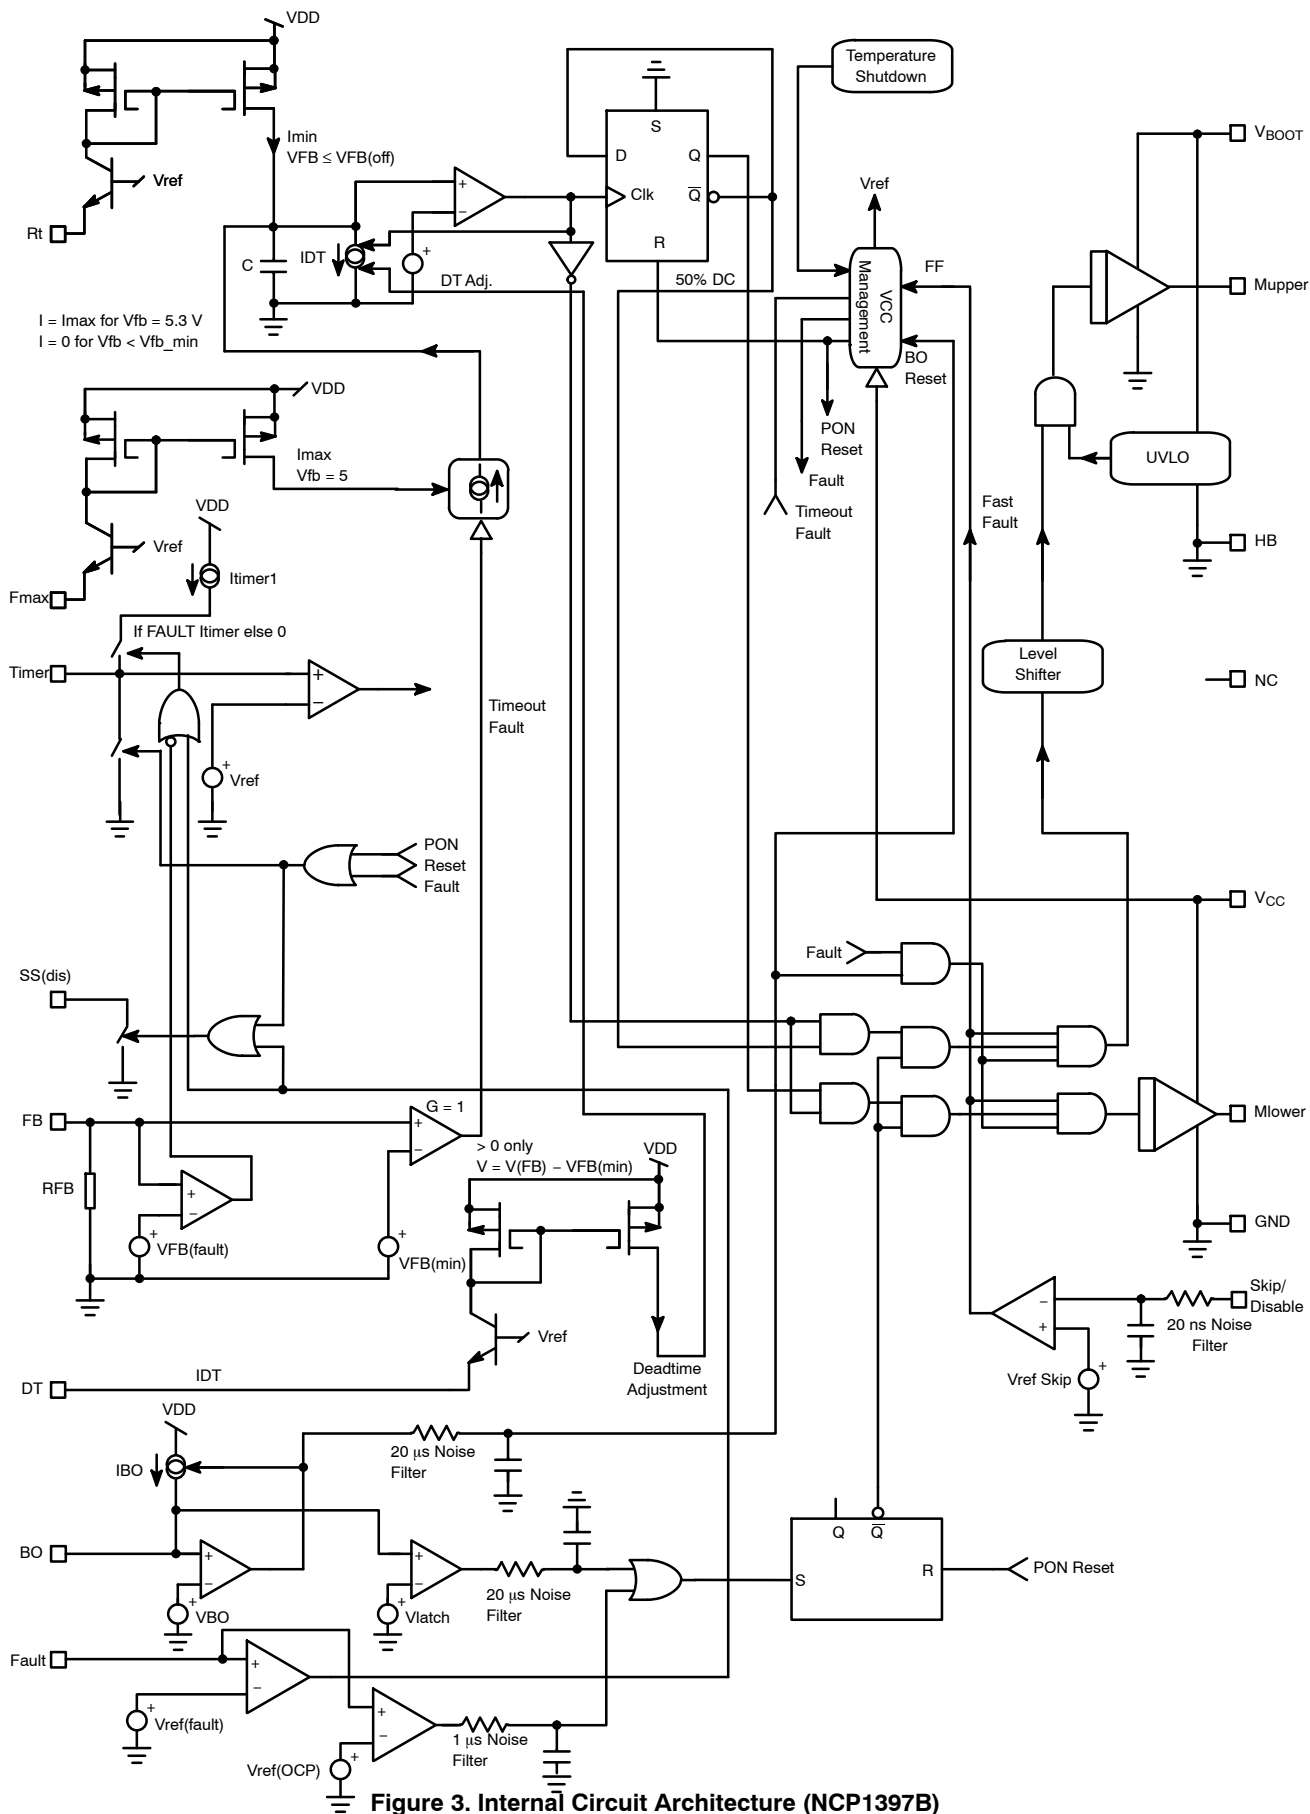 VDD
Temperature
Shutdown
S
D
Q
Clk
Q
R
Imin
VFB ≤ VFB(off)
Vref
Rt
+
−
C
IDT
+
DT Adj.
50% DC
Vref
VCC
Management
FF
BO
Reset
PON
Reset
Fault
Timeout
Fault
VBOOT
Mupper
UVLO
HB
Fast
Fault
I = Imax for Vfb = 5.3 V
I = 0 for Vfb < Vfb_min
VDD
Imax
Vfb = 5
VDD
Vref
Itimer1
Fmax
If FAULT Itimer else 0
Timer
+
−
+
Vref
Timeout
Fault
Level
Shifter
NC
PON
Reset
Fault
VCC
Fault
SS(dis)
FB
G = 1
+
−
> 0 only
V = V(FB) − VFB(min)
VDD
Mlower
RFB
+
−
+
VFB(fault)
+
VFB(min)
GND
Vref
Skip/
Disable
−
+
20 ns Noise
Filter
Vref Skip
+
DT
IDT
Deadtime
Adjustment
VDD
IBO
20 μs Noise
Filter
BO
+
−
+
VBO
+
−
+
Vlatch
20 μs Noise
Filter
Q
Q
S
R
PON Reset
Fault
+
−
+
Vref(fault)
+
−
1 μs Noise
Filter
+
Vref(OCP)
Figure 3. Internal Circuit Architecture (NCP1397B)